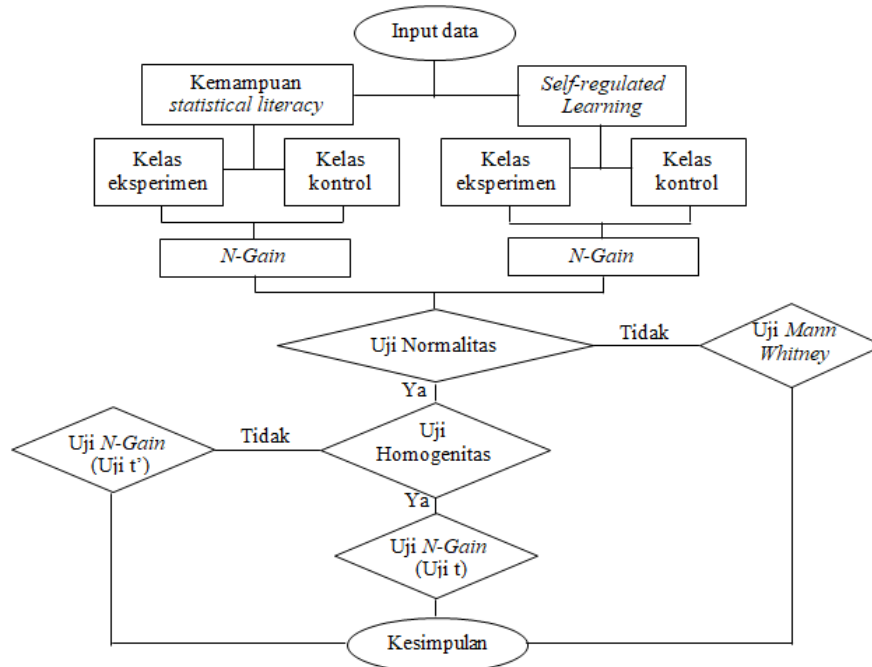 Input data
Kemampuan
statistical literacy
Self-regulated
Learning
Kelas
eksperimen
Kelas
kontrol
Kelas
eksperimen
Kelas
kontrol
N-Gain
N-Gain
Uji Normalitas
Tidak
Uji Mann
Whitney
Ya
Uji N-Gain
(Uji t’)
Tidak
Uji
Homogenitas
Ya
Uji N-Gain
(Uji t)
Kesimpulan